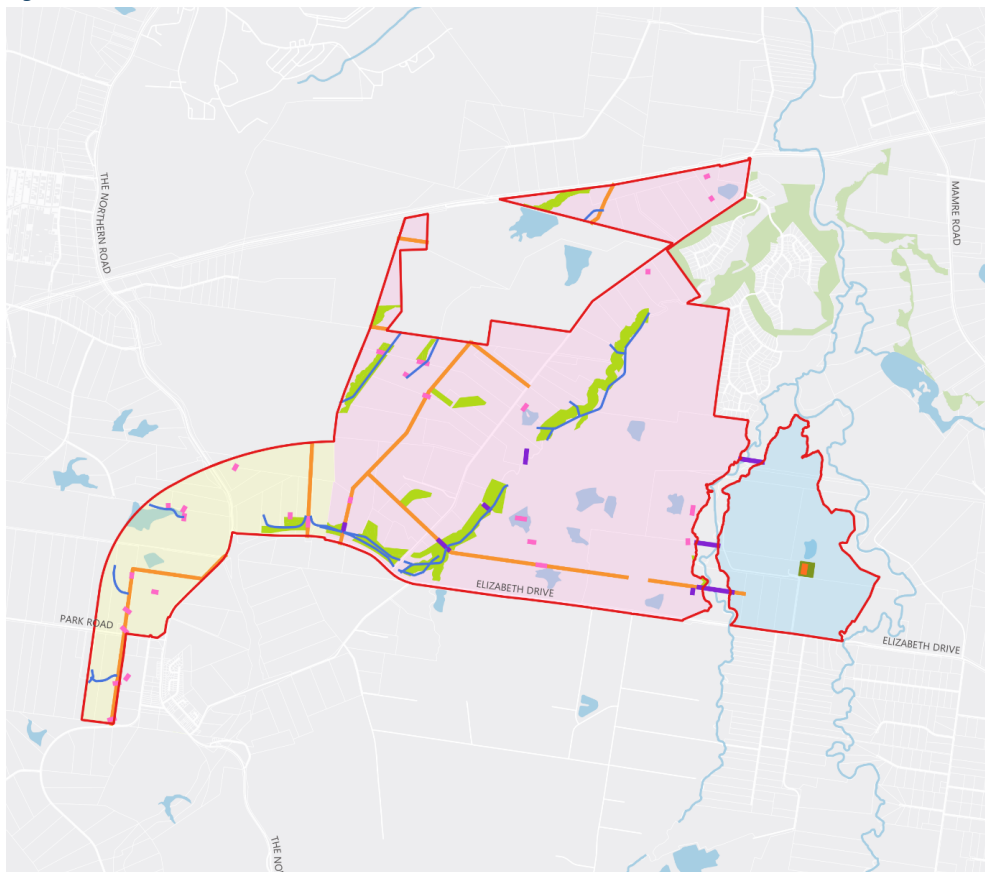 THE NORTHERN ROAD
MAMRE ROAD
ELIZABETH DRIVE
PARK ROAD
ELIZABETH DRIVE
THE NO